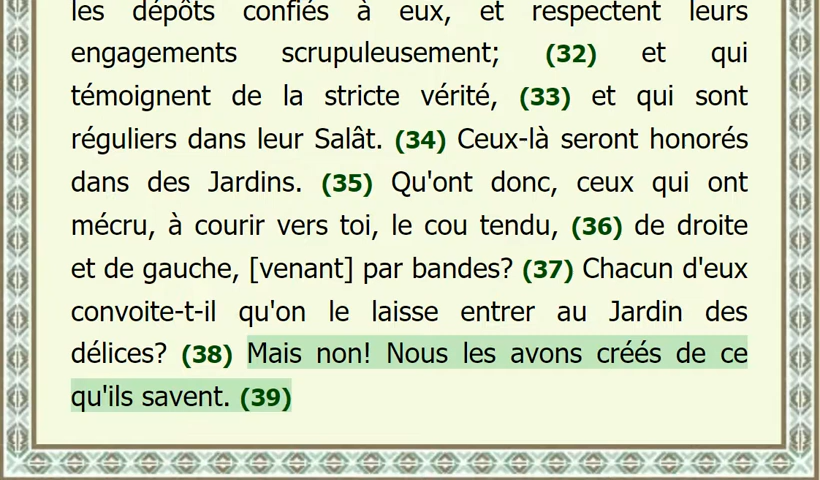 les dépôts confiés à eux, et respectent leurs
engagements scrupuleusement; (32) et qui
témoignent de la stricte vérité, (33) et qui sont
réguliers dans leur Salât. (34) Ceux-là seront honorés
dans des Jardins. (35) Qu'ont donc, ceux qui ont
mécru, à courir vers toi, le cou tendu, (36) de droite
et de gauche, [venant] par bandes? (37) Chacun d'eux
convoite-t-il qu'on le laisse entrer au Jardin des
délices? (38) Mais non! Nous les avons créés de ce
qu'ils savent. (39)